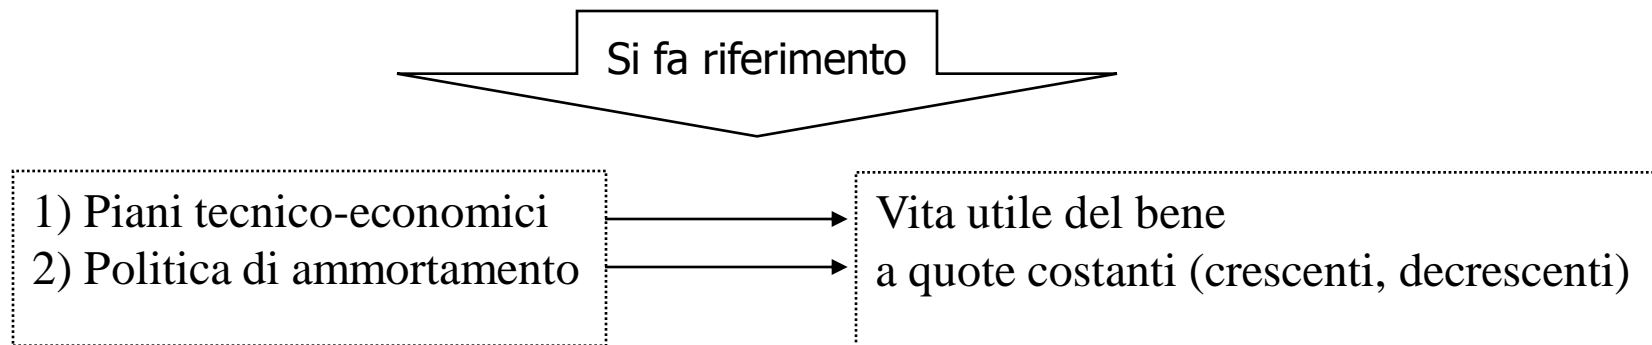 Si fa riferimento
1) Piani tecnico-economici
2) Politica di ammortamento
Vita utile del bene
a quote costanti (crescenti, decrescenti)